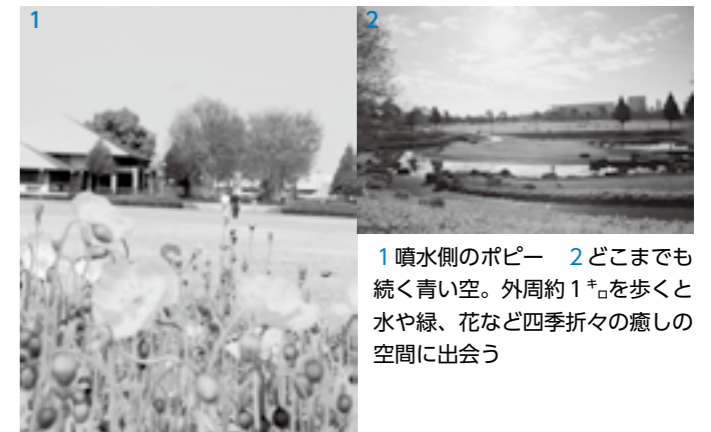 1
2
1 噴水側のポピー　2 どこまでも
続く青い空。外周約1㌔を歩くと
水や緑、花など四季折々の癒しの
空間に出会う